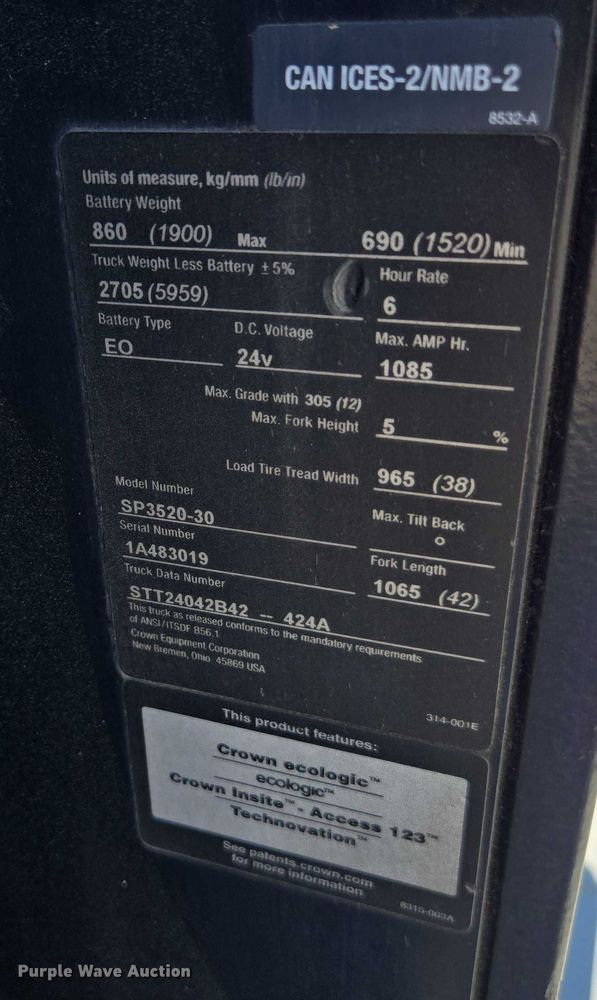 CAN ICES-2/NMB-2
8532-A
Units of measure, kg/mm (lb/in)
Battery Weight
860 (1900) Max 690 (1520) Min
Truck Weight Less Battery ± 5% Hour Rate
2705 (5959) 6
Battery Type D.C. Voltage Max. AMP Hr.
EO 24v 1085
Max. Grade with 305 (12)
Max. Fork Height 5 %
Load Tire Tread Width 965 (38)
Model Number Max. Tilt Back
SP3520-30 °
Serial Number Fork Length
1A483019 1065 (42)
Truck Data Number
STT24042B42 -- 424A
This truck as released conforms to the mandatory requirements
of ANSI/ITSDF B56.1
Crown Equipment Corporation
New Bremen, Ohio 45869 USA
314-001E
This product features:
Crown ecologic™
ecologic™
Crown Insite™ - Access 123™
Technovation™
See patents.crown.com
for more information
8315-003A
Purple Wave Auction